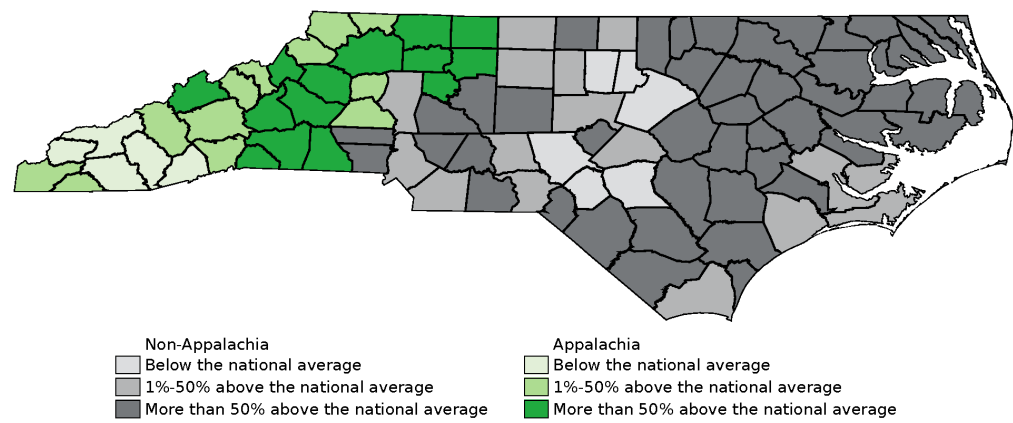 Non-Appalachia
Below the national average
1%-50% above the national average
More than 50% above the national average
Appalachia
Below the national average
1%-50% above the national average
More than 50% above the national average